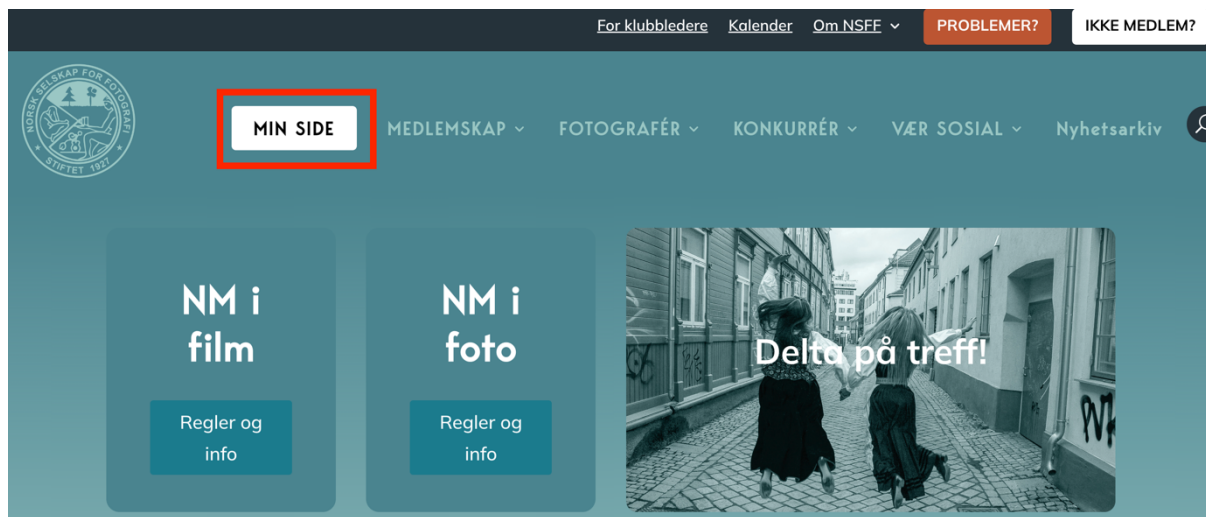 For klubbledere Kalender Om NSFF PROBLEMER? IKKE MEDLEM?
NORSK SELSKAP FOR FOTOGRAFI
STIFTET 1927
MIN SIDE MEDLEMSKAP FOTOGRAFÉR KONKURRÉR VÆR SOSIAL Nyhetsarkiv
NM i
film
Regler og
info
NM i
foto
Regler og
info
Delta på treff!